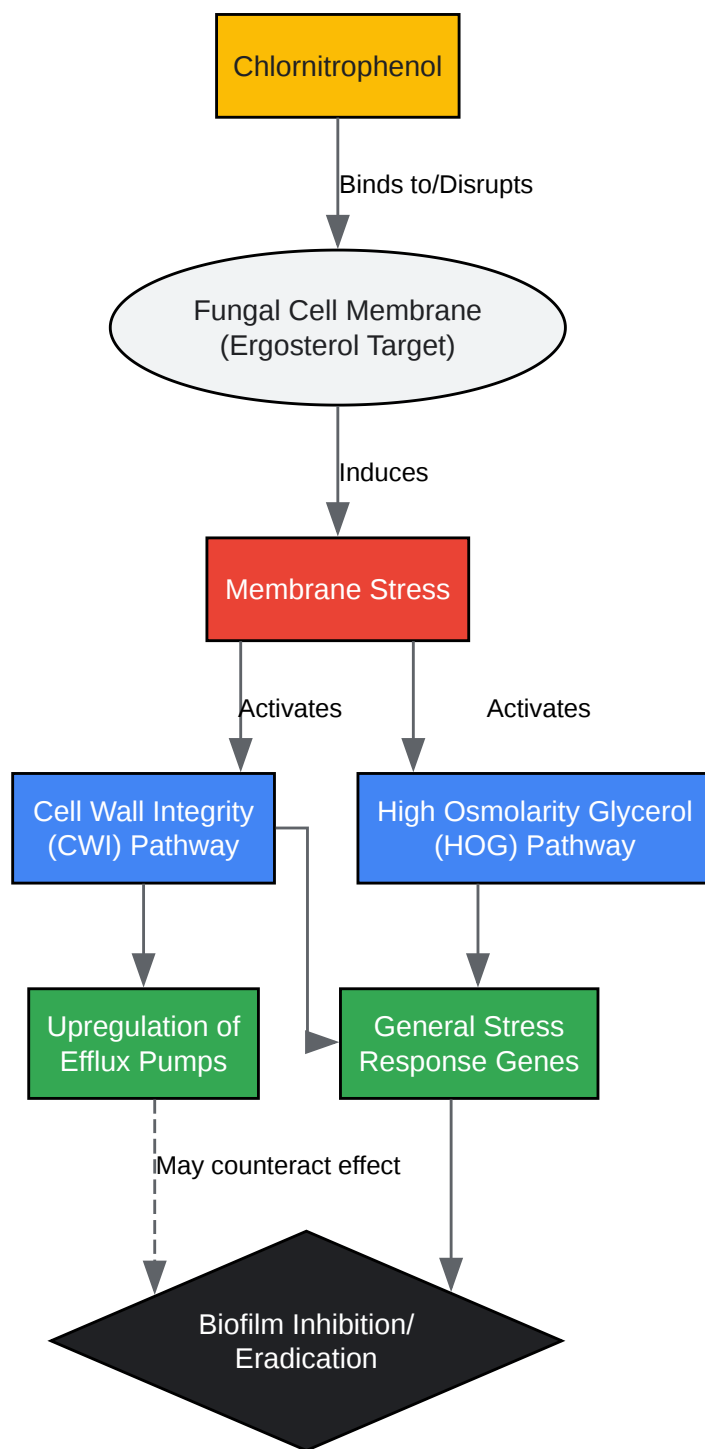 Chlornitrophenol
Binds to/Disrupts
Fungal Cell Membrane
(Ergosterol Target)
Induces
Membrane Stress
Activates
Activates
Cell Wall Integrity
(CWI) Pathway
High Osmolarity Glycerol
(HOG) Pathway
Upregulation of
Efflux Pumps
General Stress
Response Genes
May counteract effect
Biofilm Inhibition/
Eradication